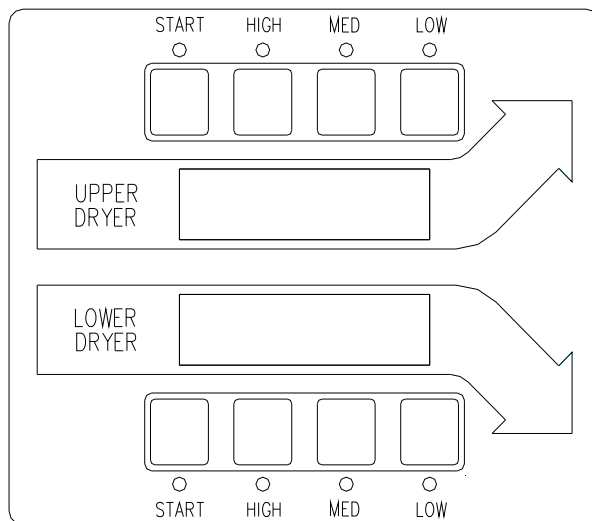 START HIGH MED LOW
UPPER
DRYER
LOWER
DRYER
START HIGH MED LOW